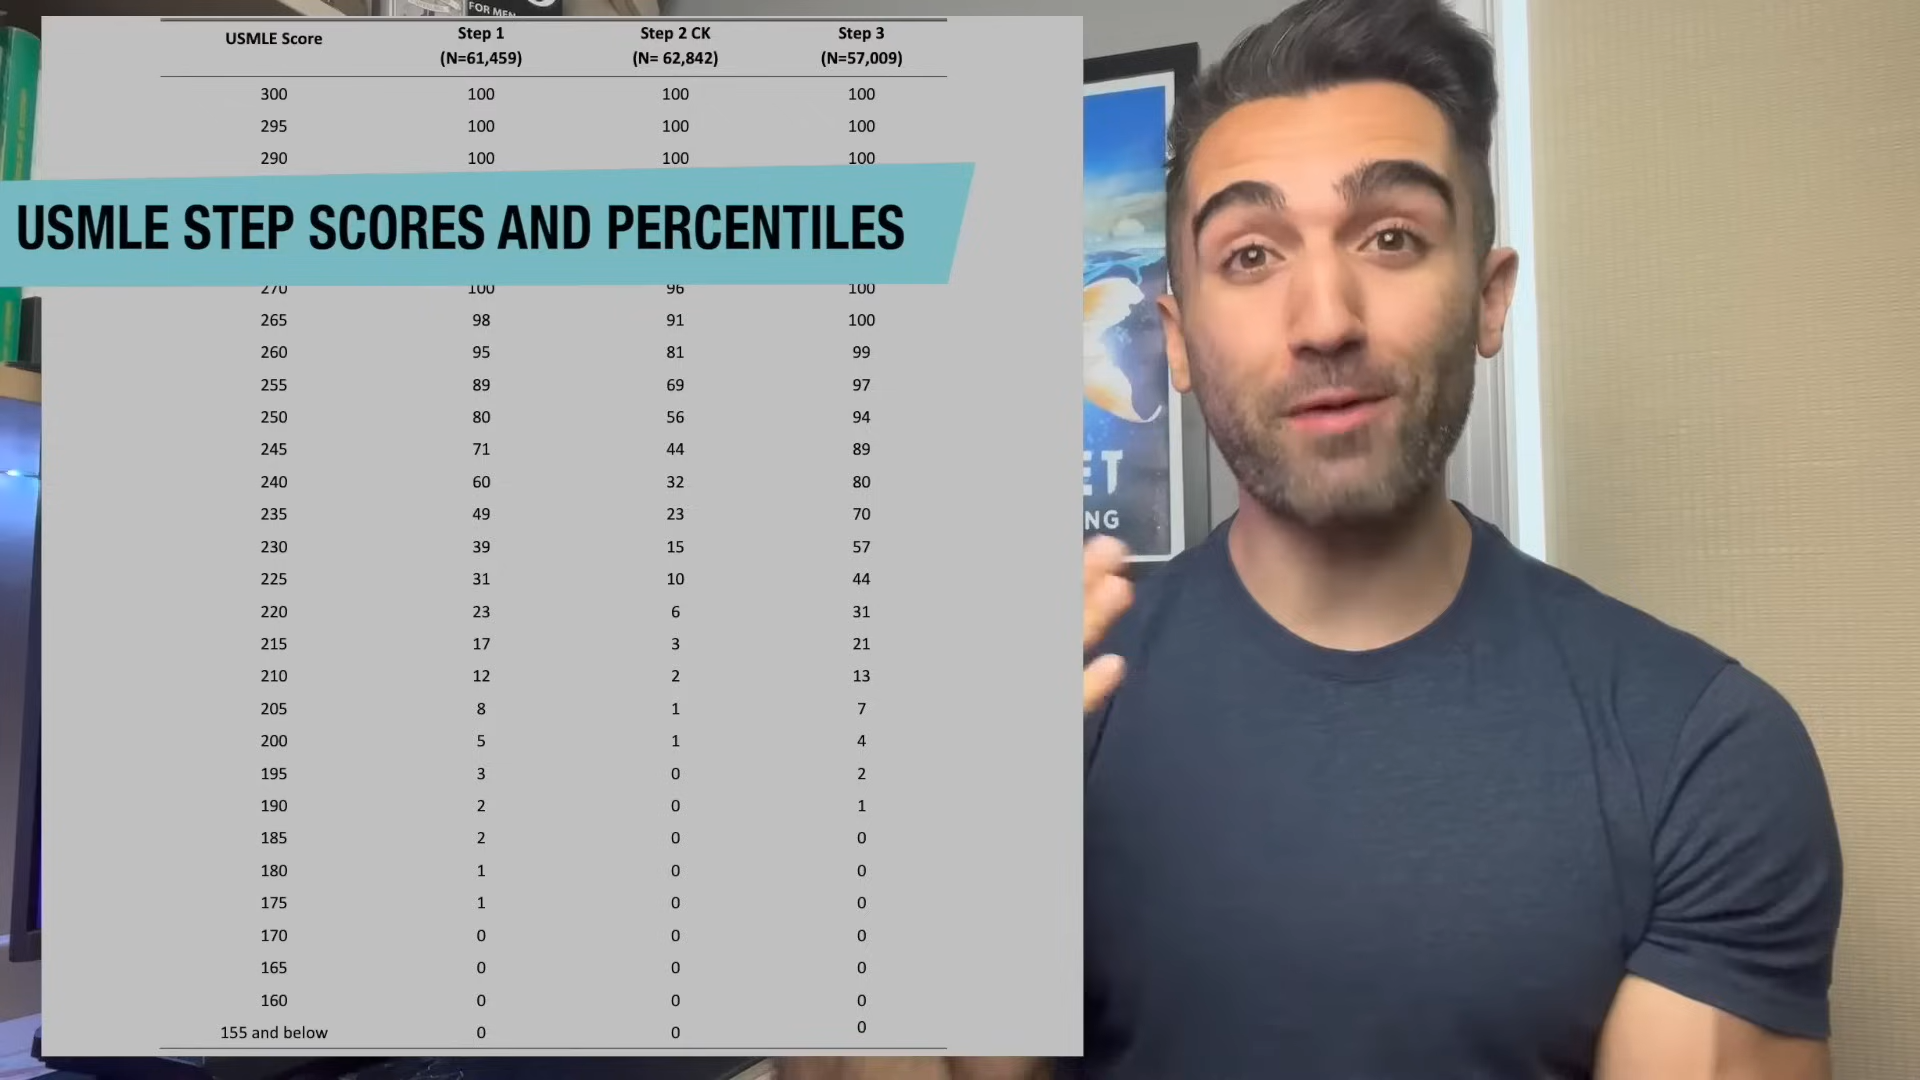 FOR MEN
USMLE Score Step 1 Step 2 CK Step 3
(N=61,459) (N= 62,842) (N=57,009)
300 100 100 100
295 100 100 100
290 100 100 100
USMLE STEP SCORES AND PERCENTILES
270 100 96 100
265 98 91 100
260 95 81 99
255 89 69 97
250 80 56 94
245 71 44 89
240 60 32 80
235 49 23 70
230 39 15 57
225 31 10 44
220 23 6 31
215 17 3 21
210 12 2 13
205 8 1 7
200 5 1 4
195 3 0 2
190 2 0 1
185 2 0 0
180 1 0 0
175 1 0 0
170 0 0 0
165 0 0 0
160 0 0 0
155 and below 0 0 0
ET
NG